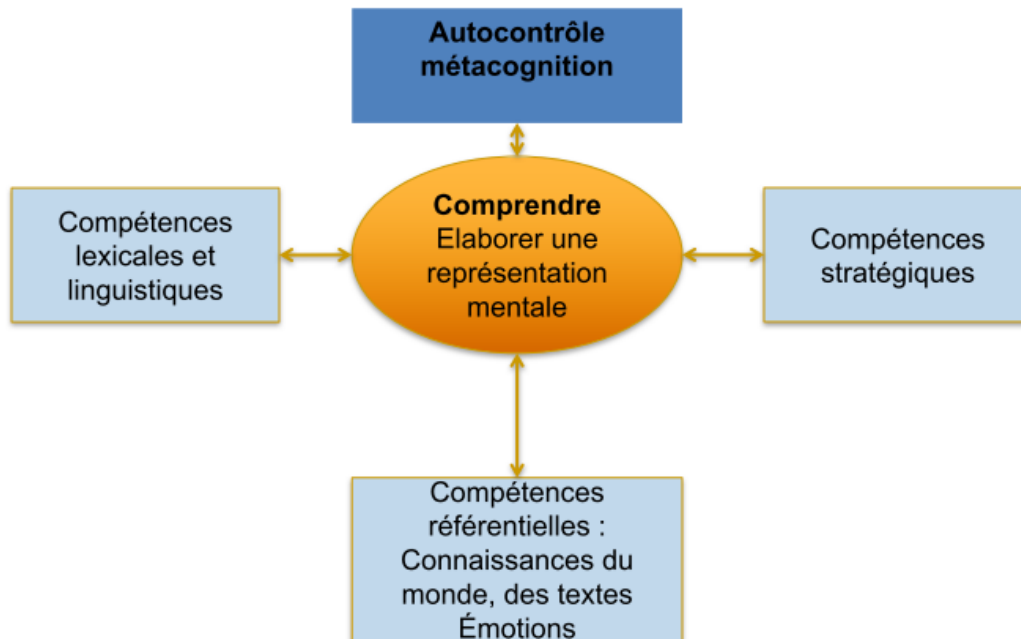 Autocontrôle
métacognition
Comprendre
Elaborer une
représentation
mentale
Compétences
lexicales et
linguistiques
Compétences
stratégiques
Compétences
référentielles :
Connaissances du
monde, des textes
Émotions